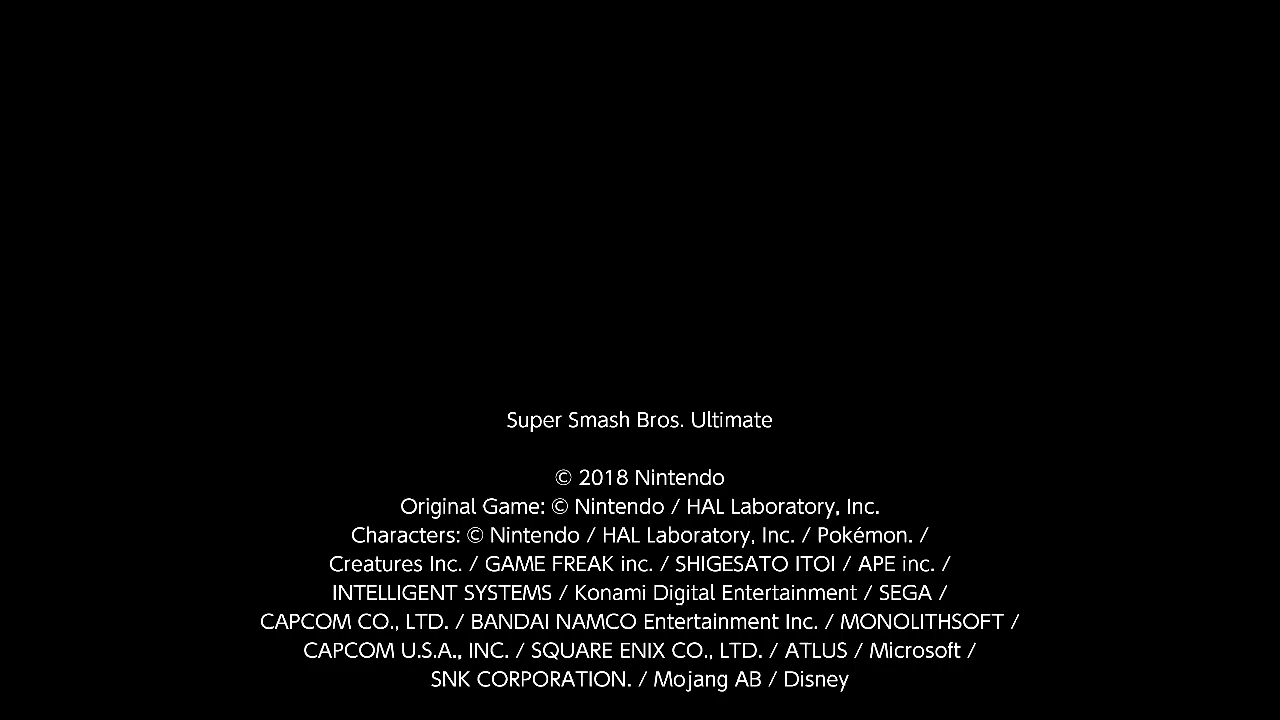 Super Smash Bros. Ultimate
© 2018 Nintendo
Original Game: © Nintendo / HAL Laboratory, Inc.
Characters: © Nintendo / HAL Laboratory, Inc. / Pokémon. /
Creatures Inc. / GAME FREAK inc. / SHIGESATO ITOI / APE inc. /
INTELLIGENT SYSTEMS / Konami Digital Entertainment / SEGA /
CAPCOM CO., LTD. / BANDAI NAMCO Entertainment Inc. / MONOLITHSOFT /
CAPCOM U.S.A., INC. / SQUARE ENIX CO., LTD. / ATLUS / Microsoft /
SNK CORPORATION. / Mojang AB / Disney